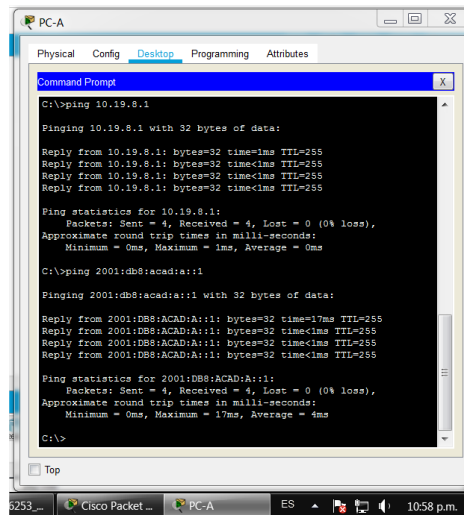 PC-A
Physical Config Desktop Programming Attributes
Command Prompt
X
C:\>ping 10.19.8.1
Pinging 10.19.8.1 with 32 bytes of data:
Reply from 10.19.8.1: bytes=32 time=1ms TTL=255
Reply from 10.19.8.1: bytes=32 time<1ms TTL=255
Reply from 10.19.8.1: bytes=32 time<1ms TTL=255
Reply from 10.19.8.1: bytes=32 time<1ms TTL=255
Ping statistics for 10.19.8.1:
Packets: Sent = 4, Received = 4, Lost = 0 (0% loss),
Approximate round trip times in milli-seconds:
Minimum = 0ms, Maximum = 1ms, Average = 0ms
C:\>ping 2001:db8:acad:a::1
Pinging 2001:db8:acad:a::1 with 32 bytes of data:
Reply from 2001:DB8:ACAD:A::1: bytes=32 time=17ms TTL=255
Reply from 2001:DB8:ACAD:A::1: bytes=32 time<1ms TTL=255
Reply from 2001:DB8:ACAD:A::1: bytes=32 time<1ms TTL=255
Reply from 2001:DB8:ACAD:A::1: bytes=32 time<1ms TTL=255
Ping statistics for 2001:DB8:ACAD:A::1:
Packets: Sent = 4, Received = 4, Lost = 0 (0% loss),
Approximate round trip times in milli-seconds:
Minimum = 0ms, Maximum = 17ms, Average = 4ms
C:\>
Top
6253_... Cisco Packet ... PC-A ES 10:58 p.m.